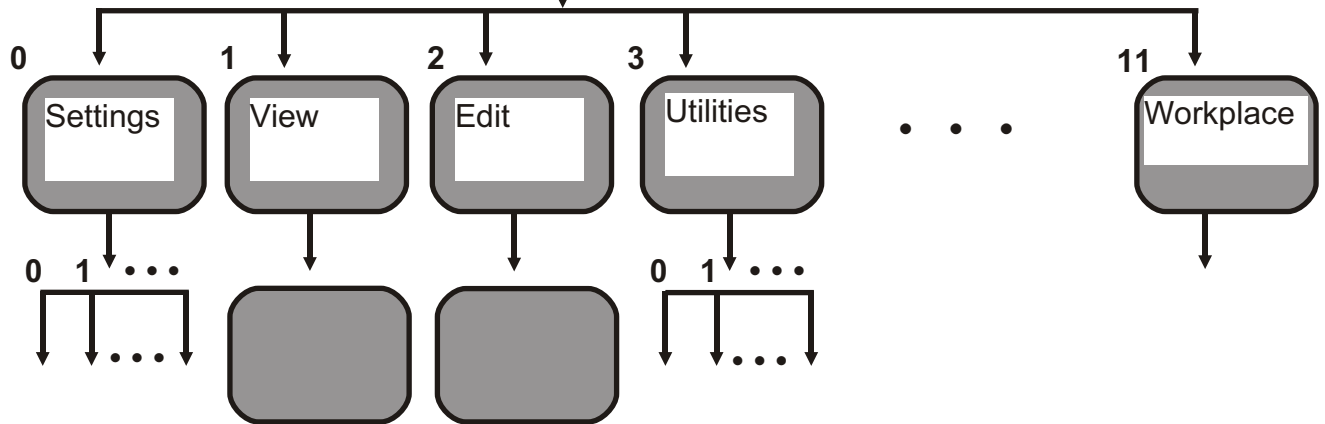 0 1 2 3 11
Settings View Edit Utilities • • • Workplace
0 1 ••• 0 1 •••
••• •••